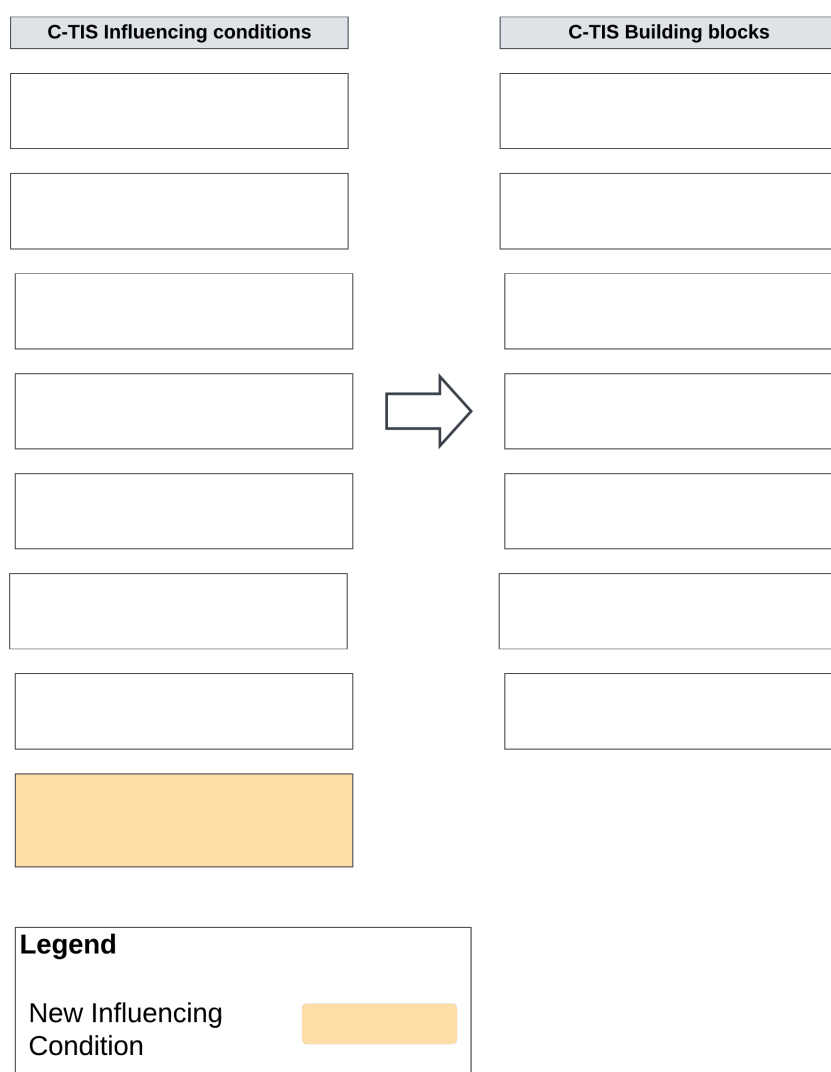 C-TIS Influencing conditions
C-TIS Building blocks
Legend
New Influencing
Condition